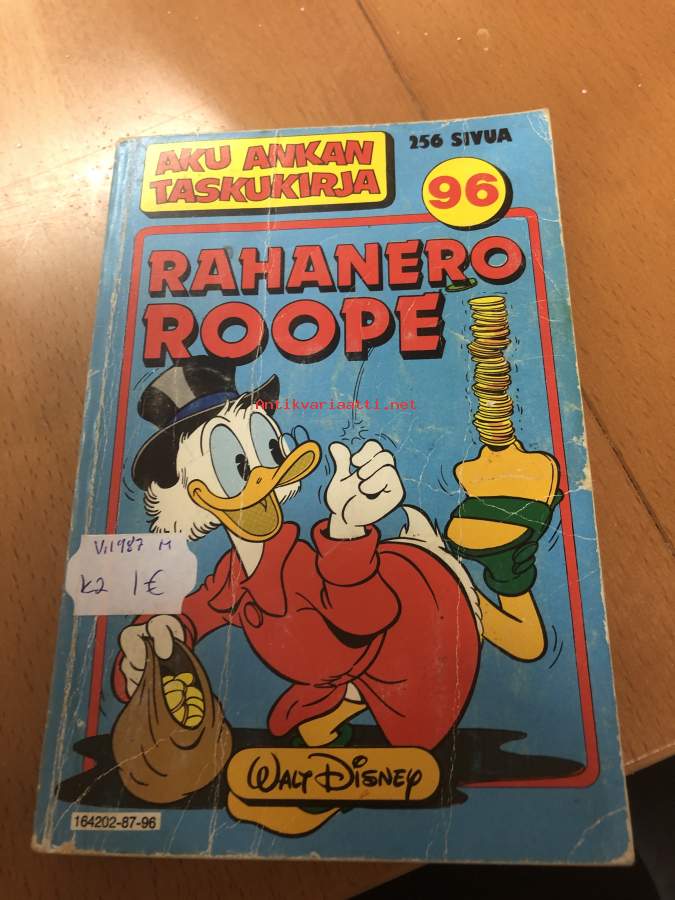 256 SIVUA
AKU ANKAN
TASKUKIRJA
96
RAHANERO
ROOPE
Antikvariaatti.net
V.1987 M
K2 1€
WALT DISNEY
164202-87-96